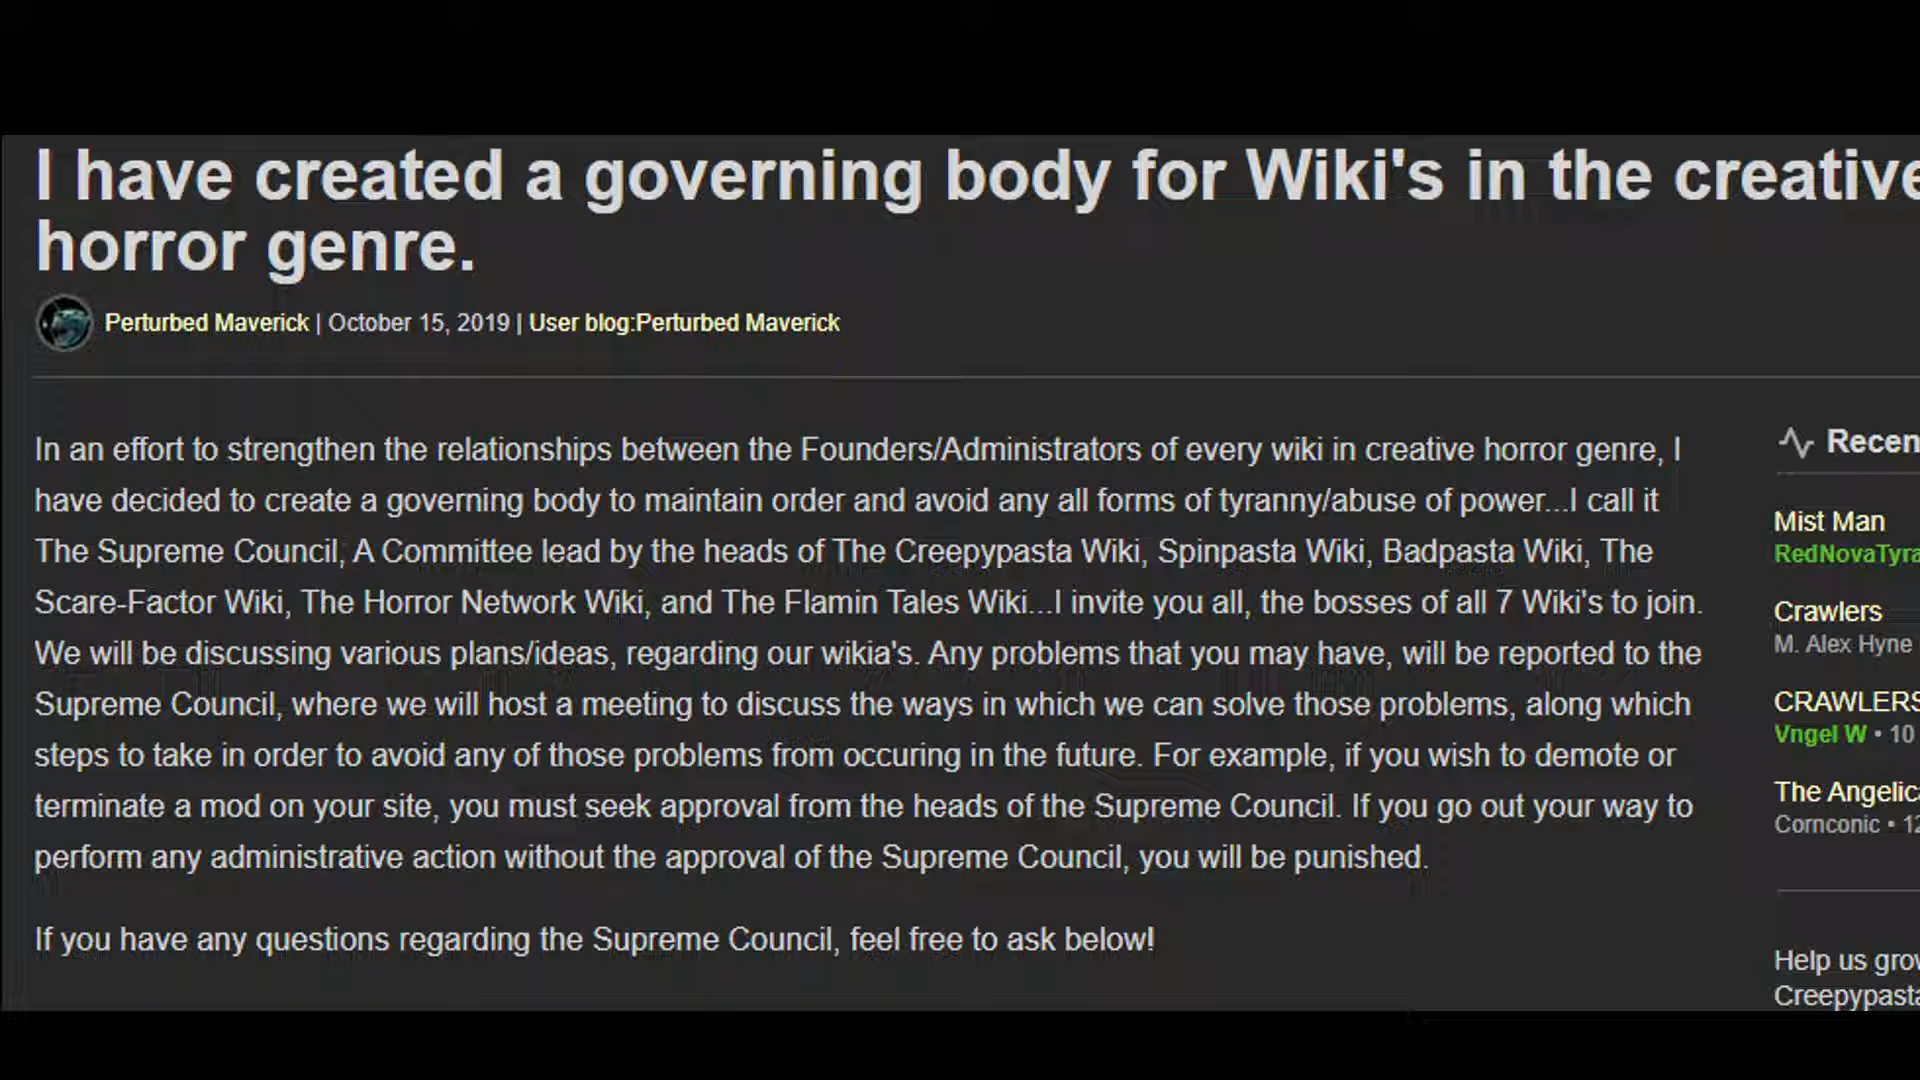 I have created a governing body for Wiki's in the creative
horror genre.
Perturbed Maverick | October 15, 2019 | User blog:Perturbed Maverick
In an effort to strengthen the relationships between the Founders/Administrators of every wiki in creative horror genre, I
have decided to create a governing body to maintain order and avoid any all forms of tyranny/abuse of power...I call it
The Supreme Council, A Committee lead by the heads of The Creepypasta Wiki, Spinpasta Wiki, Badpasta Wiki, The
Scare-Factor Wiki, The Horror Network Wiki, and The Flamin Tales Wiki...I invite you all, the bosses of all 7 Wiki's to join.
We will be discussing various plans/ideas, regarding our wikia's. Any problems that you may have, will be reported to the
Supreme Council, where we will host a meeting to discuss the ways in which we can solve those problems, along which
steps to take in order to avoid any of those problems from occuring in the future. For example, if you wish to demote or
terminate a mod on your site, you must seek approval from the heads of the Supreme Council. If you go out your way to
perform any administrative action without the approval of the Supreme Council, you will be punished.
If you have any questions regarding the Supreme Council, feel free to ask below!
Recen
Mist Man
RedNovaTyra
Crawlers
M. Alex Hyne
CRAWLERS
Vngel W • 10
The Angelica
Cornconic • 12
Help us grow
Creepypasta